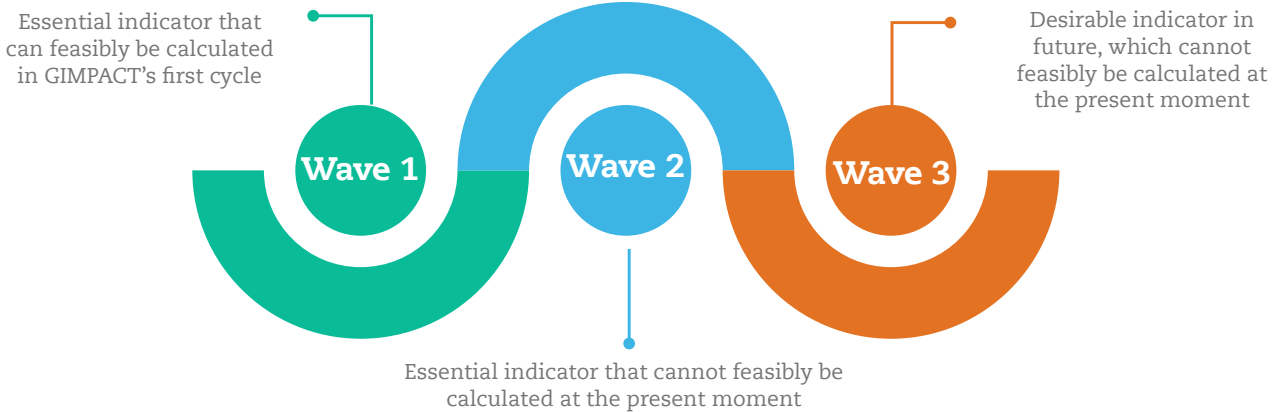 Essential indicator that
can feasibly be calculated
in GIMPACT's first cycle
Desirable indicator in
future, which cannot
feasibly be calculated at
the present moment
Wave 1
Wave 2
Wave 3
Essential indicator that cannot feasibly be
calculated at the present moment